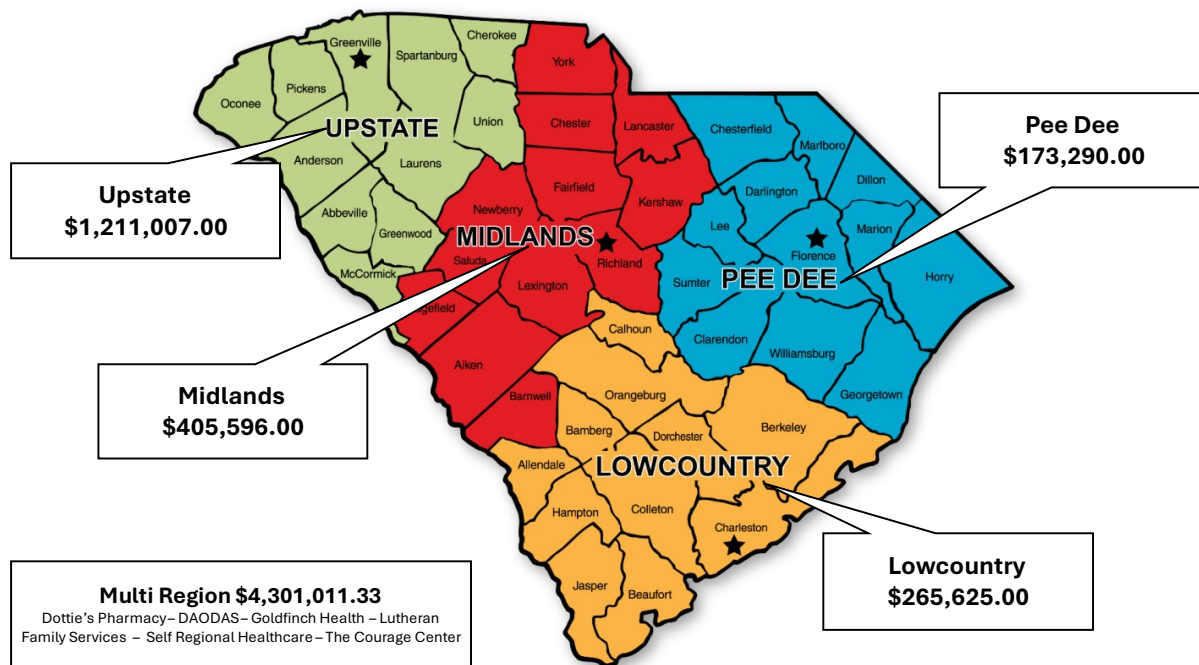 Greenville
Spartanburg
Cherokee
York
Oconee
Pickens
Union
Chester
Lancaster
Chesterfield
Marlboro
Pee Dee
$173,290.00
UPSTATE
Anderson
Laurens
Fairfield
Kershaw
Darlington
Dillon
Upstate
$1,211,007.00
Abbeville
Greenwood
Newberry
Lee
Marion
McCormick
MIDLANDS
Saluda
Richland
Florence
Sumter
PEE DEE
Horry
gefield
Lexington
Calhoun
Clarendon
Williamsburg
Midlands
$405,596.00
Aiken
Barnwell
Orangeburg
Georgetown
Bamberg
Dorchester
Berkeley
Allendale
LOWCOUNTRY
Hampton
Colleton
Charleston
Jasper
Beaufort
Lowcountry
$265,625.00
Multi Region $4,301,011.33
Dottie’s Pharmacy– DAODAS– Goldfinch Health – Lutheran
Family Services – Self Regional Healthcare – The Courage Center